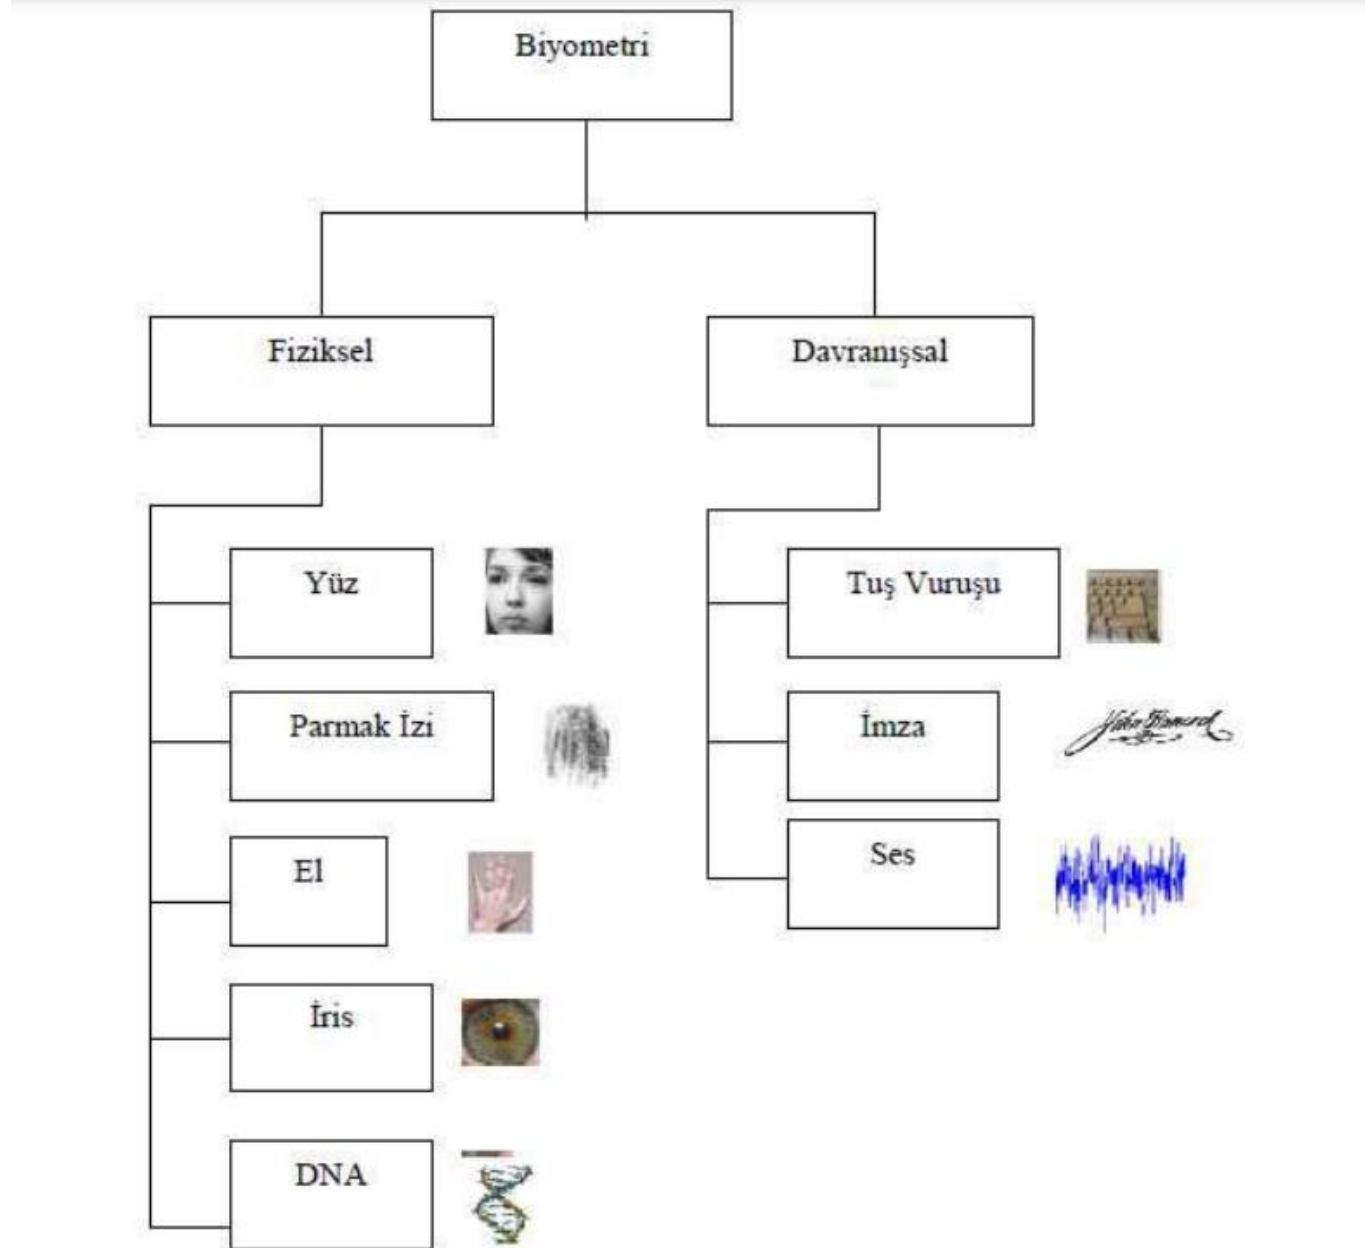 Biyometri
Fiziksel
Davranışsal
Yüz
Tuş Vuruşu
Parmak İzi
İmza
El
Ses
İris
DNA